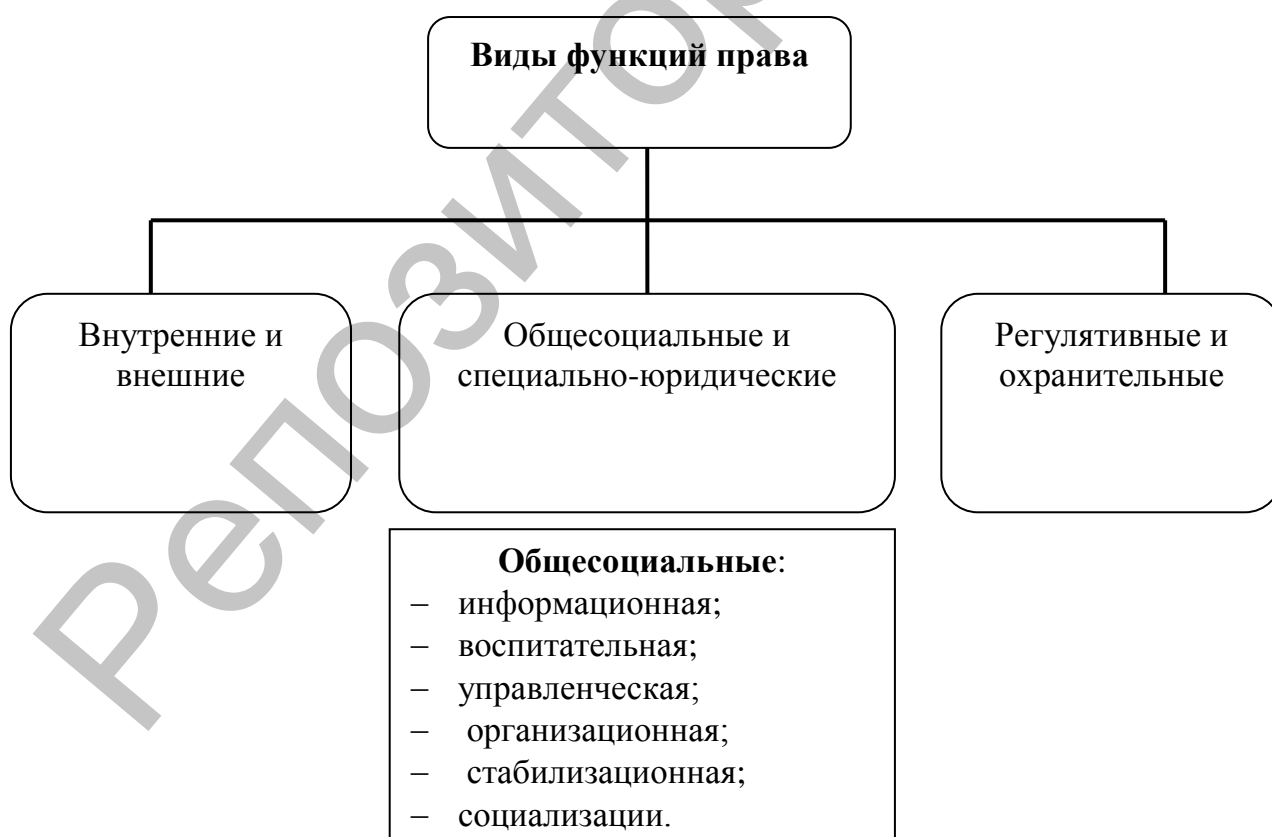 Виды функций права
Внутренние и
внешние
Общесоциальные и
специально-юридические
Регулятивные и
охранительные
Общесоциальные:
– информационная;
– воспитательная;
– управленческая;
– организационная;
– стабилизационная;
– социализации.